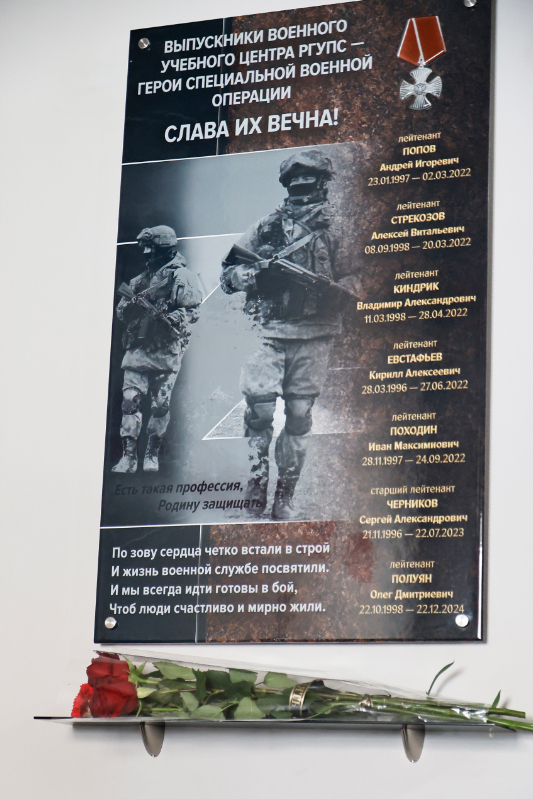 ВЫПУСКНИКИ ВОЕННОГО
УЧЕБНОГО ЦЕНТРА РГУПС –
ГЕРОИ СПЕЦИАЛЬНОЙ ВОЕННОЙ
ОПЕРАЦИИ
СЛАВА ИХ ВЕЧНА!
лейтенант
ПОПОВ
Андрей Игоревич
23.01.1997 — 02.03.2022
лейтенант
СТРЕКОЗОВ
Алексей Витальевич
08.09.1998 — 20.03.2022
лейтенант
КИНДРИК
Владимир Александрович
11.03.1998 — 28.04.2022
лейтенант
ЕВСТАФЬЕВ
Кирилл Алексеевич
28.03.1996 — 27.06.2022
лейтенант
ПОХОДИН
Иван Максимович
28.11.1997 — 24.09.2022
старший лейтенант
ЧЕРНИКОВ
Сергей Александрович
21.11.1996 — 22.07.2023
лейтенант
ПОЛУЯН
Олег Дмитриевич
22.10.1998 — 22.12.2024
Есть такая профессия,
Родину защищать
По зову сердца четко встали в строй
И жизнь военной службе посвятили.
И мы всегда идти готовы в бой,
Чтоб люди счастливо и мирно жили.